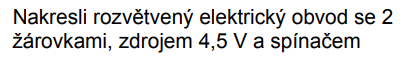 Nakresli rozvětvený elektrický obvod se 2
žárovkami, zdrojem 4,5 V a spínačem